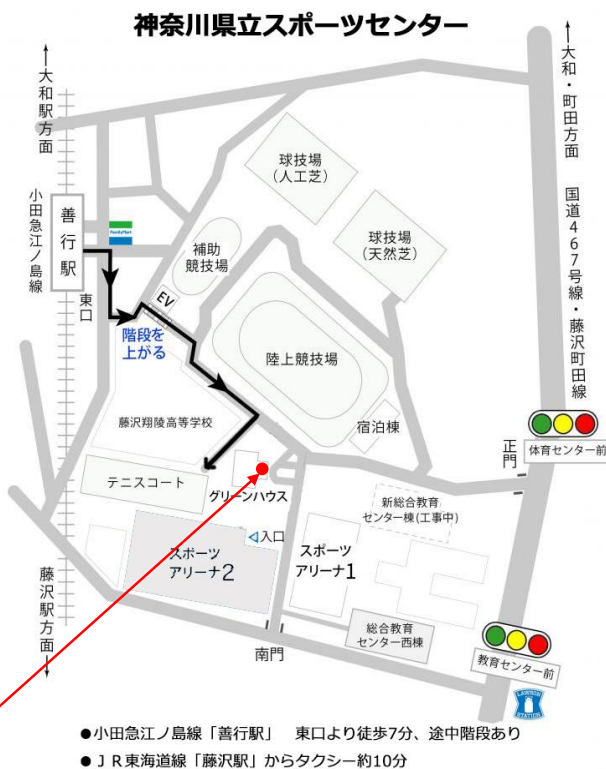 神奈川県立スポーツセンター
←大和駅方面
小田急江ノ島線
善行駅
FamilyMart
東口
EV
階段を
上がる
補助
競技場
球技場
(人工芝)
球技場
(天然芝)
陸上競技場
宿泊棟
←大和・町田方面
国道467号線・藤沢町田線
体育センター前
正門
藤沢翔陵高等学校
テニスコート
グリーンハウス
新総合教育
センター棟(工事中)
入口
スポーツ
アリーナ2
スポーツ
アリーナ1
総合教育
センター西棟
教育センター前
LAWSON
南門
藤沢駅方面→
●小田急江ノ島線「善行駅」 東口より徒歩7分、途中階段あり
●JR東海道線「藤沢駅」からタクシー約10分